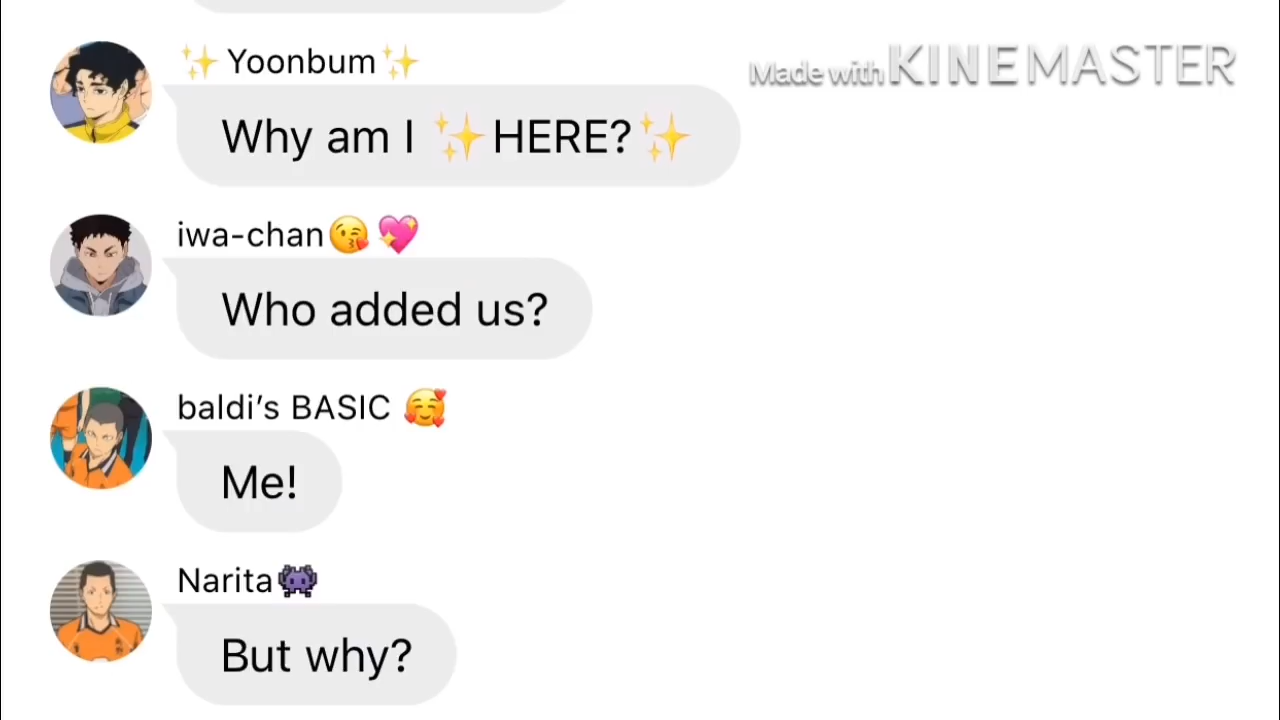 ✨Yoonbum✨
Made with KINEMASTER
Why am I ✨HERE?✨
iwa-chan😘💖
Who added us?
baldi’s BASIC 🥰
Me!
Narita👾
But why?